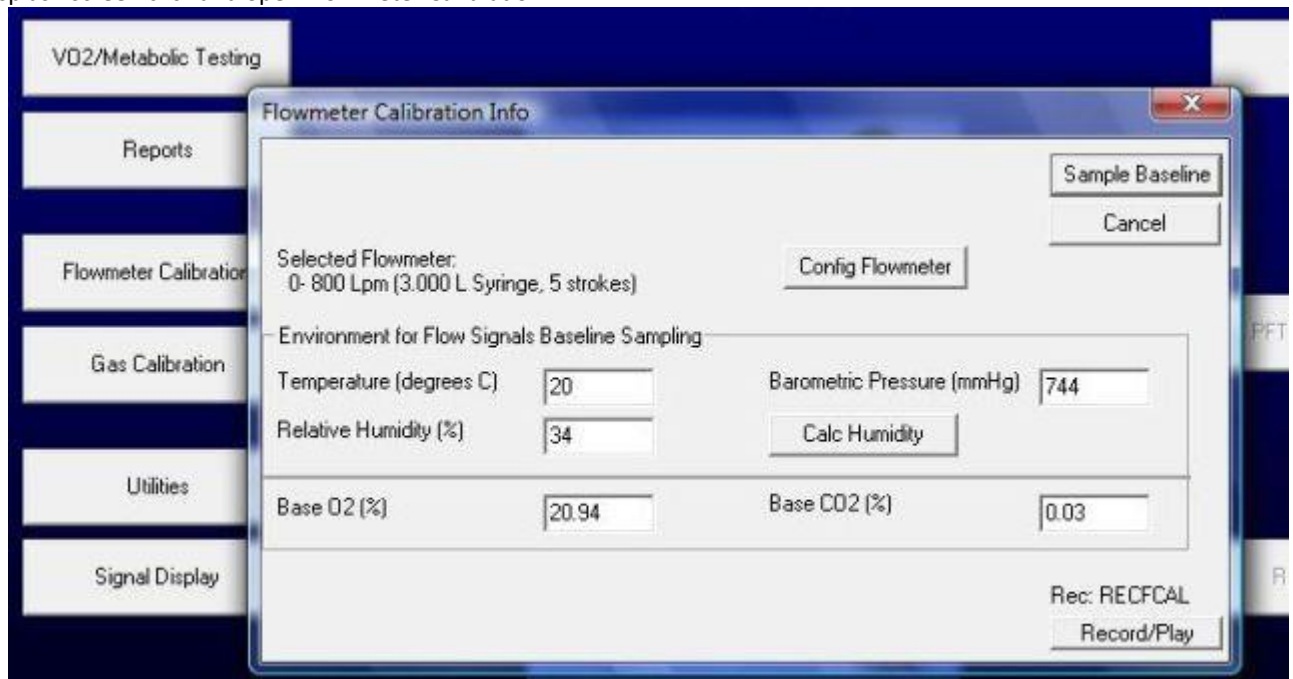 VO2/Metabolic Testing
Reports
Flowmeter Calibration
Gas Calibration
Utilities
Signal Display
Flowmeter Calibration Info
Sample Baseline
Cancel
Selected Flowmeter:
0- 800 Lpm (3.000 L Syringe, 5 strokes)
Config Flowmeter
Environment for Flow Signals Baseline Sampling
Temperature (degrees C) 20 Barometric Pressure (mmHg) 744
Relative Humidity (%) 34 Calc Humidity
Base O2 (%) 20.94 Base CO2 (%) 0.03
Rec: RECFCAL
Record/Play
PFT
R